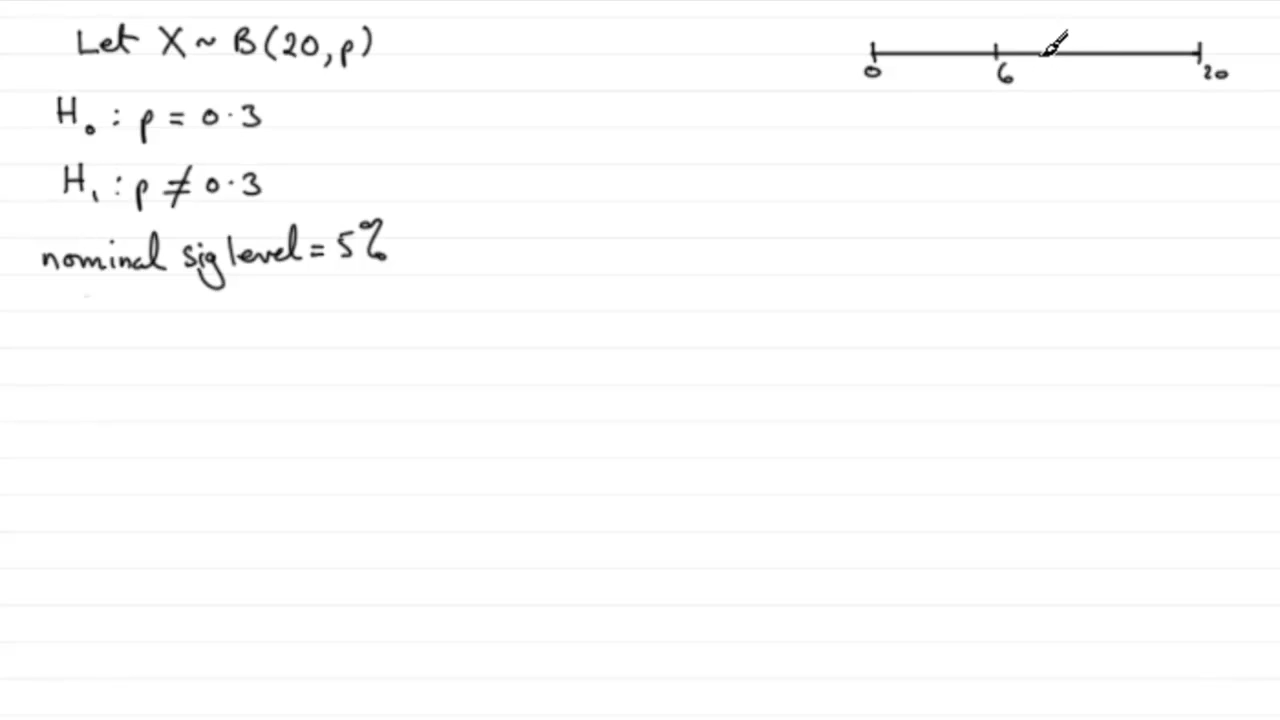 Let X ~ B(20, p)
0 6 20
H₀ : p = 0·3
H₁ : p ≠ 0·3
nominal sig level = 5%